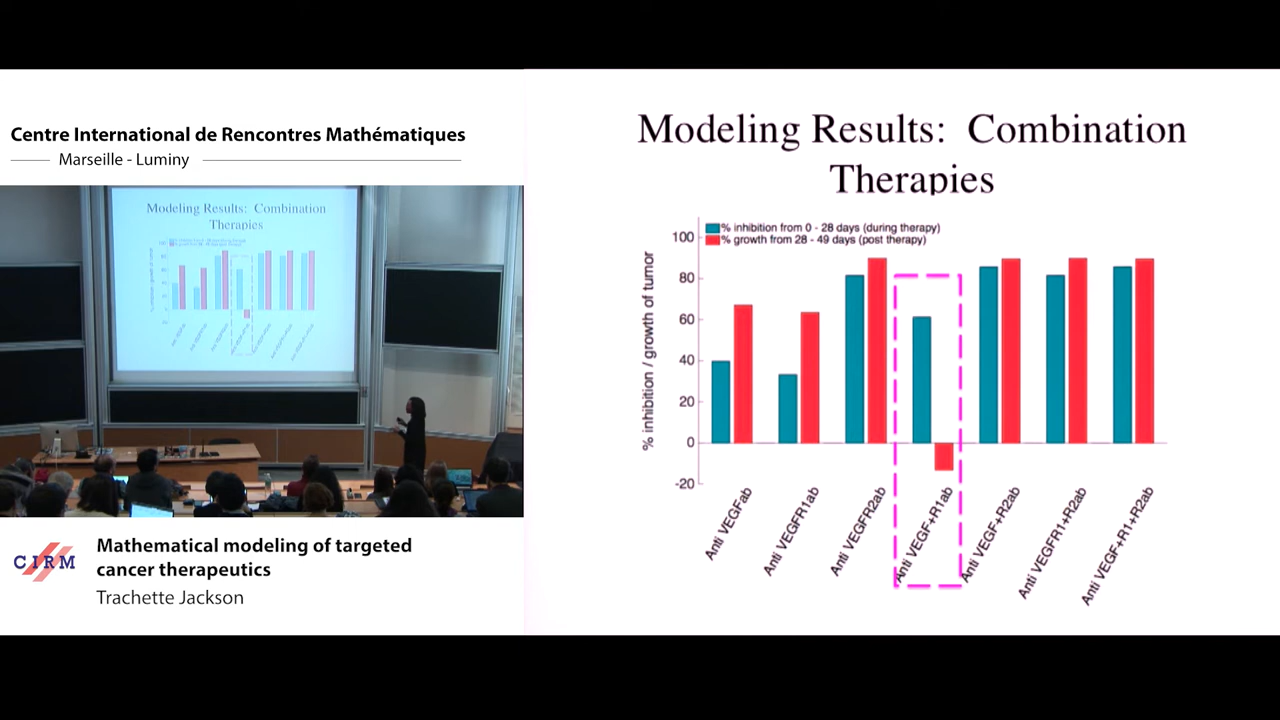 Centre International de Rencontres Mathématiques
Marseille - Luminy
Modeling Results: Combination
Therapies
CIRM
Mathematical modeling of targeted
cancer therapeutics
Trachette Jackson
Modeling Results: Combination
Therapies
% inhibition from 0 - 28 days (during therapy)
% growth from 28 - 49 days (post therapy)
% inhibition / growth of tumor
100
80
60
40
20
0
-20
Anti VEGFab
Anti VEGFR1ab
Anti VEGFR2ab
Anti VEGF+R1ab
Anti VEGF+R2ab
Anti VEGFR1+R2ab
Anti VEGF+R1+R2ab